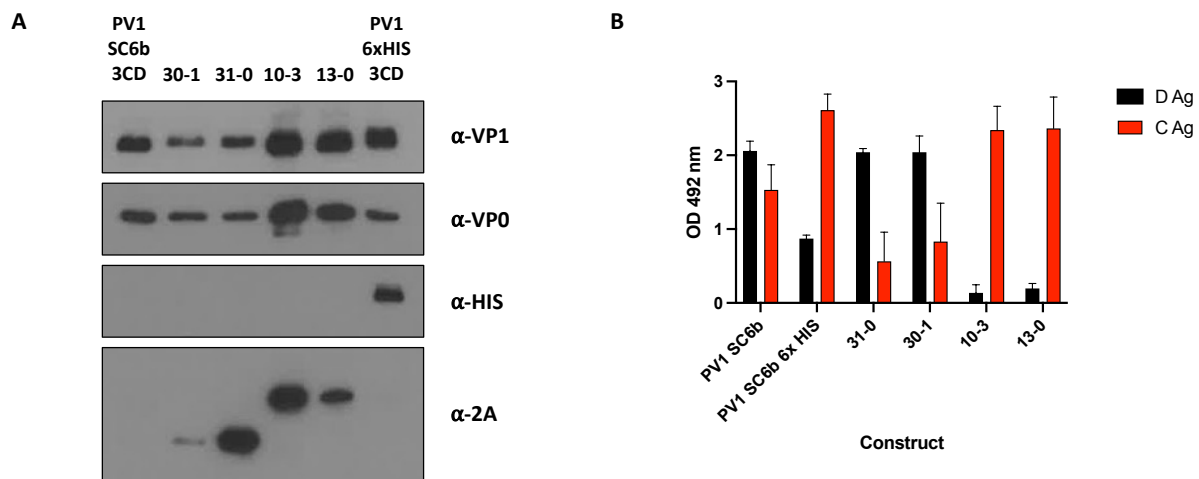 A
PV1
SC6b
3CD
30-1
31-0
10-3
13-0
PV1
6xHIS
3CD
α-VP1
α-VP0
α-HIS
α-2A
B
3
2
1
0
OD 492 nm
D Ag
C Ag
PV1 SC6b
PV1 SC6b 6x HIS
31-0
30-1
10-3
13-0
Construct